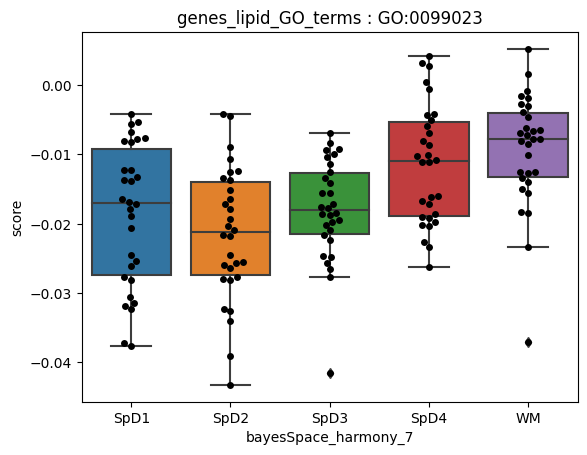 genes_lipid_GO_terms : GO:0099023
0.00
−0.01
−0.02
−0.03
−0.04
score
SpD1 SpD2 SpD3 SpD4 WM
bayesSpace_harmony_7